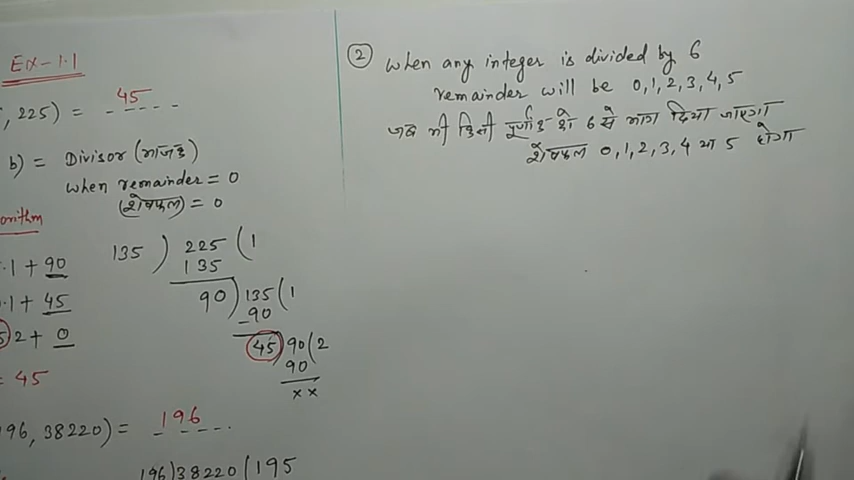 Ex-1.1
, 225) = 45
b) = Divisor (भाजक)
when remainder = 0
(शेषफल) = 0
orithm
.1 + 90
.1 + 45
2 + 0
= 45
135 ) 225 ( 1
135
90 ) 135 ( 1
- 90
45 ) 90 ( 2
90
x x
96, 38220) = 196
196 ) 38220 ( 195
② when any integer is divided by 6
remainder will be 0, 1, 2, 3, 4, 5
जब भी किसी पूर्णांक को 6 से भाग दिया जाएगा
शेषफल 0, 1, 2, 3, 4 या 5 होगा